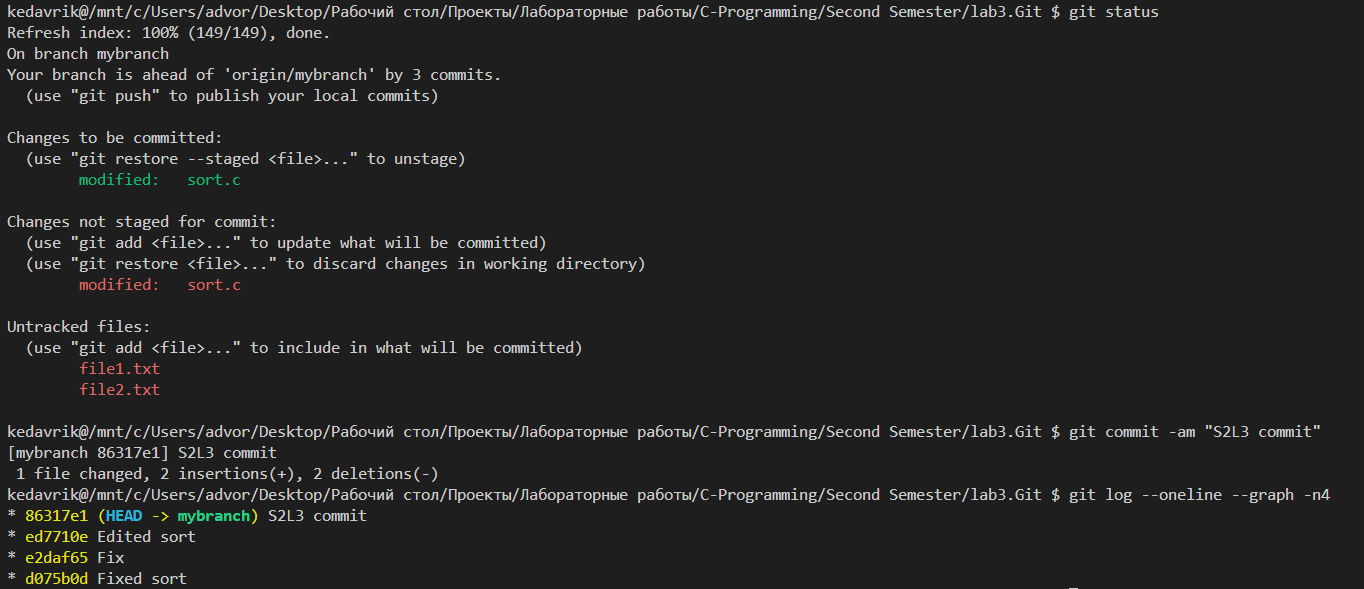 kedavrik@/mnt/c/Users/advor/Desktop/Рабочий стол/Проекты/Лабораторные работы/C-Programming/Second Semester/lab3.Git $ git status
Refresh index: 100% (149/149), done.
On branch mybranch
Your branch is ahead of 'origin/mybranch' by 3 commits.
  (use "git push" to publish your local commits)

Changes to be committed:
  (use "git restore --staged <file>..." to unstage)
        modified:   sort.c

Changes not staged for commit:
  (use "git add <file>..." to update what will be committed)
  (use "git restore <file>..." to discard changes in working directory)
        modified:   sort.c

Untracked files:
  (use "git add <file>..." to include in what will be committed)
        file1.txt
        file2.txt

kedavrik@/mnt/c/Users/advor/Desktop/Рабочий стол/Проекты/Лабораторные работы/C-Programming/Second Semester/lab3.Git $ git commit -am "S2L3 commit"
[mybranch 86317e1] S2L3 commit
 1 file changed, 2 insertions(+), 2 deletions(-)
kedavrik@/mnt/c/Users/advor/Desktop/Рабочий стол/Проекты/Лабораторные работы/C-Programming/Second Semester/lab3.Git $ git log --oneline --graph -n4
* 86317e1 (HEAD -> mybranch) S2L3 commit
* ed7710e Edited sort
* e2daf65 Fix
* d075b0d Fixed sort